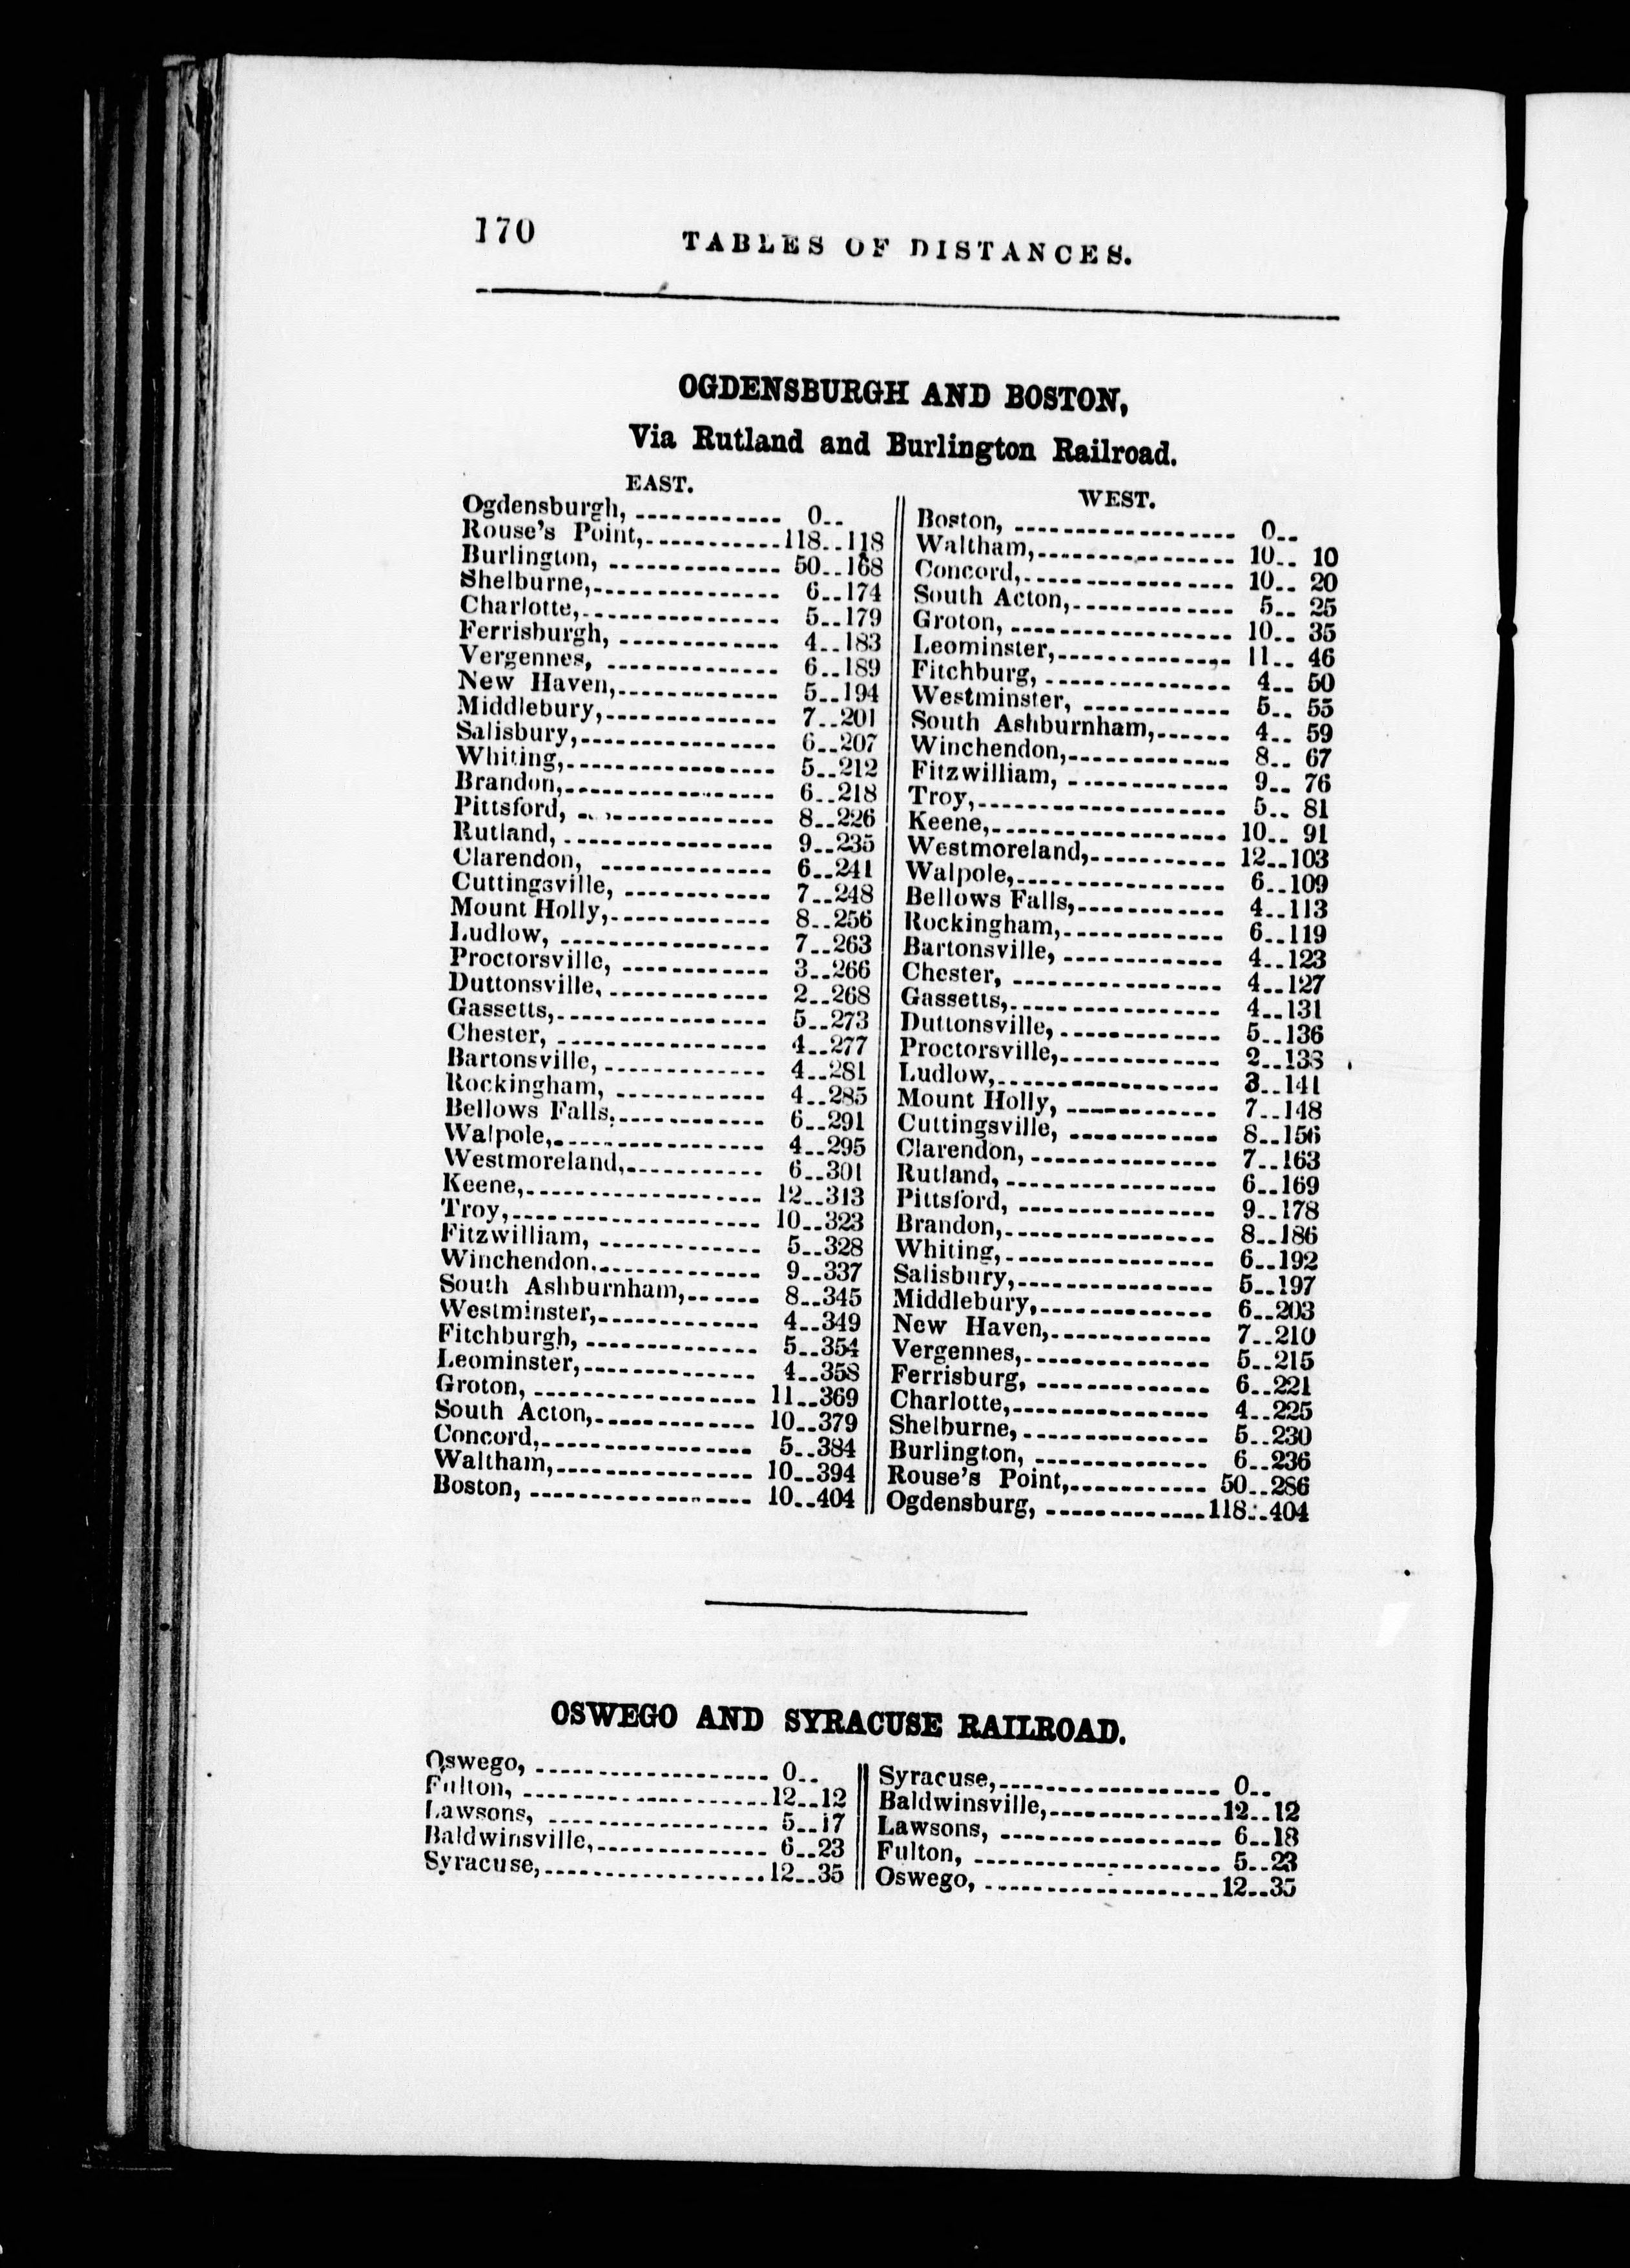 170 TABLES OF DISTANCES.
OGDENSBURGH AND BOSTON,
Via Rutland and Burlington Railroad.
EAST.
Ogdensburgh, ............ 0..
Rouse's Point, ........... 118..118
Burlington, .............. 50..168
Shelburne, ............... 6..174
Charlotte, ................ 5..179
Ferrisburgh, ............. 4..183
Vergennes, .............. 6..189
New Haven, ............. 5..194
Middlebury, .............. 7..201
Salisbury, ................ 6..207
Whiting, ................. 5..212
Brandon, ................. 6..218
Pittsford, ................ 8..226
Rutland, ................. 9..235
Clarendon, .............. 6..241
Cuttingsville, ............ 7..248
Mount Holly, ............. 8..256
Ludlow, ................. 7..263
Proctorsville, ............ 3..266
Duttonsville, ............. 2..268
Gassetts, ................. 5..273
Chester, ................. 4..277
Bartonsville, ............. 4..281
Rockingham, ............ 4..285
Bellows Falls, ............ 6..291
Walpole, ................. 4..295
Westmoreland, ........... 6..301
Keene, ................... 12..313
Troy, .................... 10..323
Fitzwilliam, ............. 5..328
Winchendon, ............. 9..337
South Ashburnham, ...... 8..345
Westminster, ............. 4..349
Fitchburgh, .............. 5..354
Leominster, .............. 4..358
Groton, .................. 11..369
South Acton, ............. 10..379
Concord, ................. 5..384
Waltham, ................ 10..394
Boston, .................. 10..404
WEST.
Boston, .................. 0..
Waltham, ................ 10.. 10
Concord, ................. 10.. 20
South Acton, ............. 5.. 25
Groton, .................. 10.. 35
Leominster, .............. 11.. 46
Fitchburg, ............... 4.. 50
Westminster, ............ 5.. 55
South Ashburnham, ...... 4.. 59
Winchendon, ............. 8.. 67
Fitzwilliam, ............. 9.. 76
Troy, .................... 5.. 81
Keene, ................... 10.. 91
Westmoreland, ........... 12..103
Walpole, ................. 6..109
Bellows Falls, ............ 4..113
Rockingham, ............. 6..119
Bartonsville, ............. 4..123
Chester, ................. 4..127
Gassetts, ................. 4..131
Duttonsville, ............. 5..136
Proctorsville, ............. 2..138
Ludlow, .................. 3..141
Mount Holly, ............ 7..148
Cuttingsville, ............ 8..156
Clarendon, ............... 7..163
Rutland, ................. 6..169
Pittsford, ................ 9..178
Brandon, ................. 8..186
Whiting, ................. 6..192
Salisbury, ................ 5..197
Middlebury, .............. 6..203
New Haven, ............. 7..210
Vergennes, ............... 5..215
Ferrisburg, .............. 6..221
Charlotte, ................ 4..225
Shelburne, ............... 5..230
Burlington, .............. 6..236
Rouse's Point, ........... 50..286
Ogdensburg, ............. 118..404
OSWEGO AND SYRACUSE RAILROAD.
Oswego, ................... 0..
Fulton, .................... 12..12
Lawsons, .................. 5..17
Baldwinsville, .............. 6..23
Syracuse, .................. 12..35
Syracuse, .................. 0..
Baldwinsville, .............. 12..12
Lawsons, .................. 6..18
Fulton, .................... 5..23
Oswego, ................... 12..35